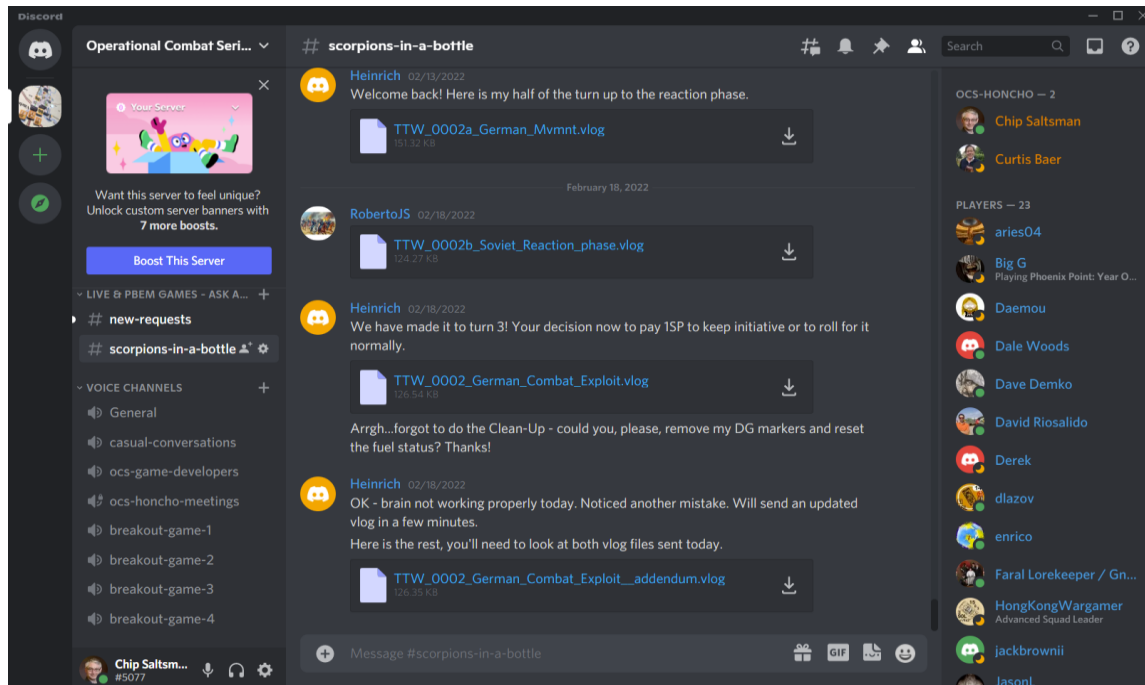 Discord
Operational Combat Seri...
Your Server
Want this server to feel unique?
Unlock custom server banners with
7 more boosts.
Boost This Server
LIVE & PBEM GAMES - ASK A...
# new-requests
# scorpions-in-a-bottle
VOICE CHANNELS
General
casual-conversations
ocs-game-developers
ocs-honcho-meetings
breakout-game-1
breakout-game-2
breakout-game-3
breakout-game-4
Chip Saltsm...
#5077
# scorpions-in-a-bottle
Search
Heinrich 02/13/2022
Welcome back! Here is my half of the turn up to the reaction phase.
TTW_0002a_German_Mvmnt.vlog
151.32 KB
February 18, 2022
RobertoJS 02/18/2022
TTW_0002b_Soviet_Reaction_phase.vlog
124.27 KB
Heinrich 02/18/2022
We have made it to turn 3! Your decision now to pay 1SP to keep initiative or to roll for it
normally.
TTW_0002_German_Combat_Exploit.vlog
126.54 KB
Arrgh...forgot to do the Clean-Up - could you, please, remove my DG markers and reset
the fuel status? Thanks!
Heinrich 02/18/2022
OK - brain not working properly today. Noticed another mistake. Will send an updated
vlog in a few minutes.
Here is the rest, you'll need to look at both vlog files sent today.
TTW_0002_German_Combat_Exploit__addendum.vlog
126.35 KB
Message #scorpions-in-a-bottle
GIF
OCS-HONCHO — 2
Chip Saltsman
Curtis Baer
PLAYERS — 23
aries04
Big G
Playing Phoenix Point: Year O...
Daemou
Dale Woods
Dave Demko
David Riosalido
Derek
dlazov
enrico
Faral Lorekeeper / Gn...
HongKongWargamer
Advanced Squad Leader
jackbrownii
JasonL